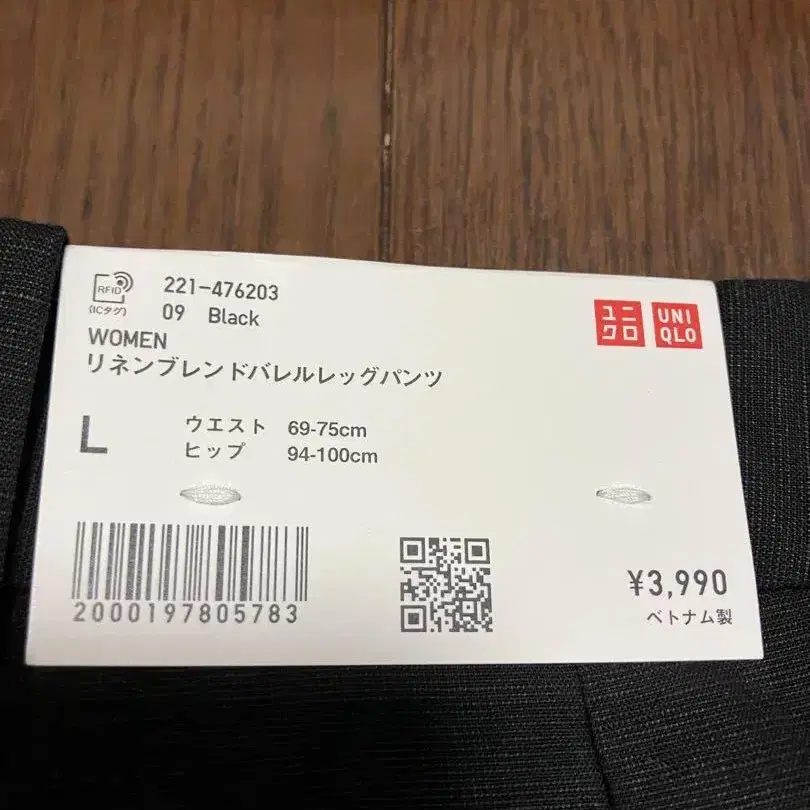 RFID
(ICタグ)
221-476203
09 Black
WOMEN
リネンブレンドバレルレッグパンツ
ユニ
クロ
UNI
QLO
L
ウエスト 69-75cm
ヒップ 94-100cm
2000197805783
¥3,990
ベトナム製